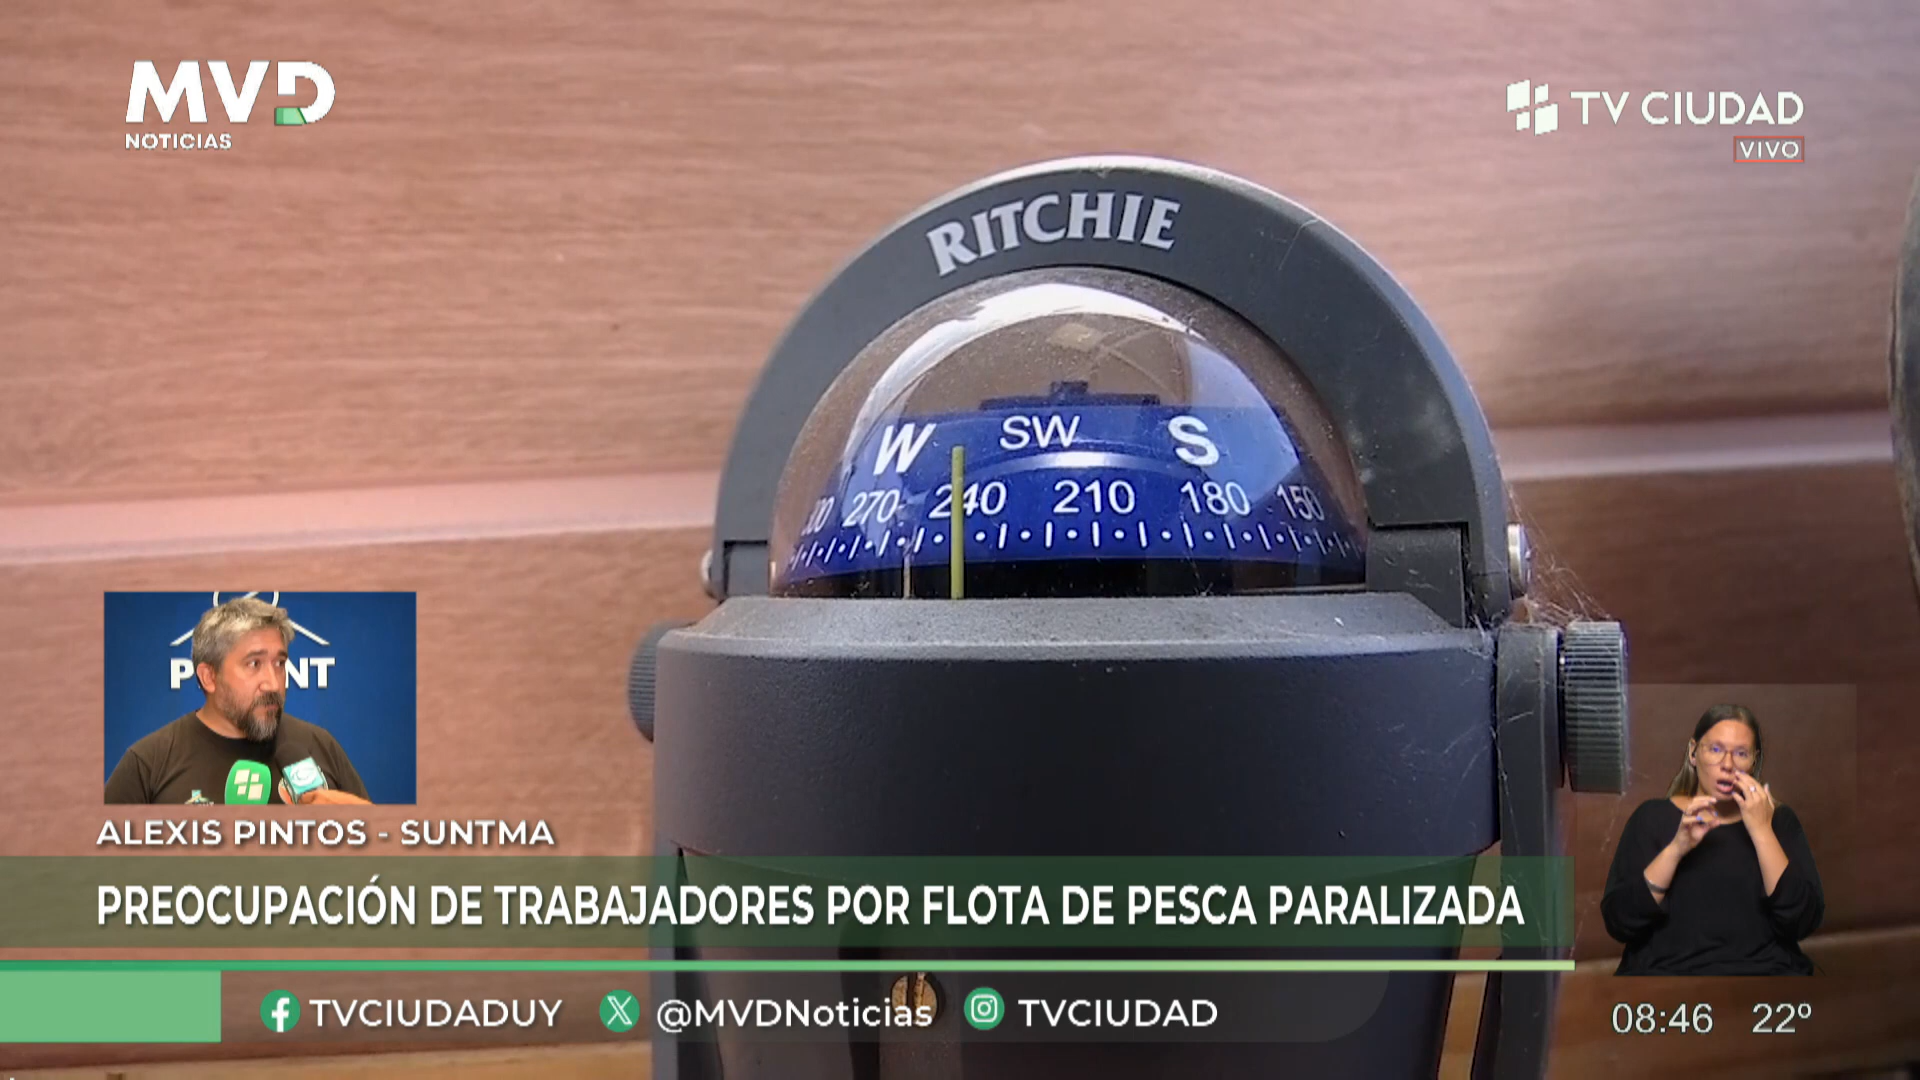 MVD
NOTICIAS
TV CIUDAD
VIVO
RITCHIE
W SW S
270 240 210 180 150
ALEXIS PINTOS - SUNTMA
PREOCUPACIÓN DE TRABAJADORES POR FLOTA DE PESCA PARALIZADA
TVCIUDADUY @MVDNoticias TVCIUDAD
08:46 22º